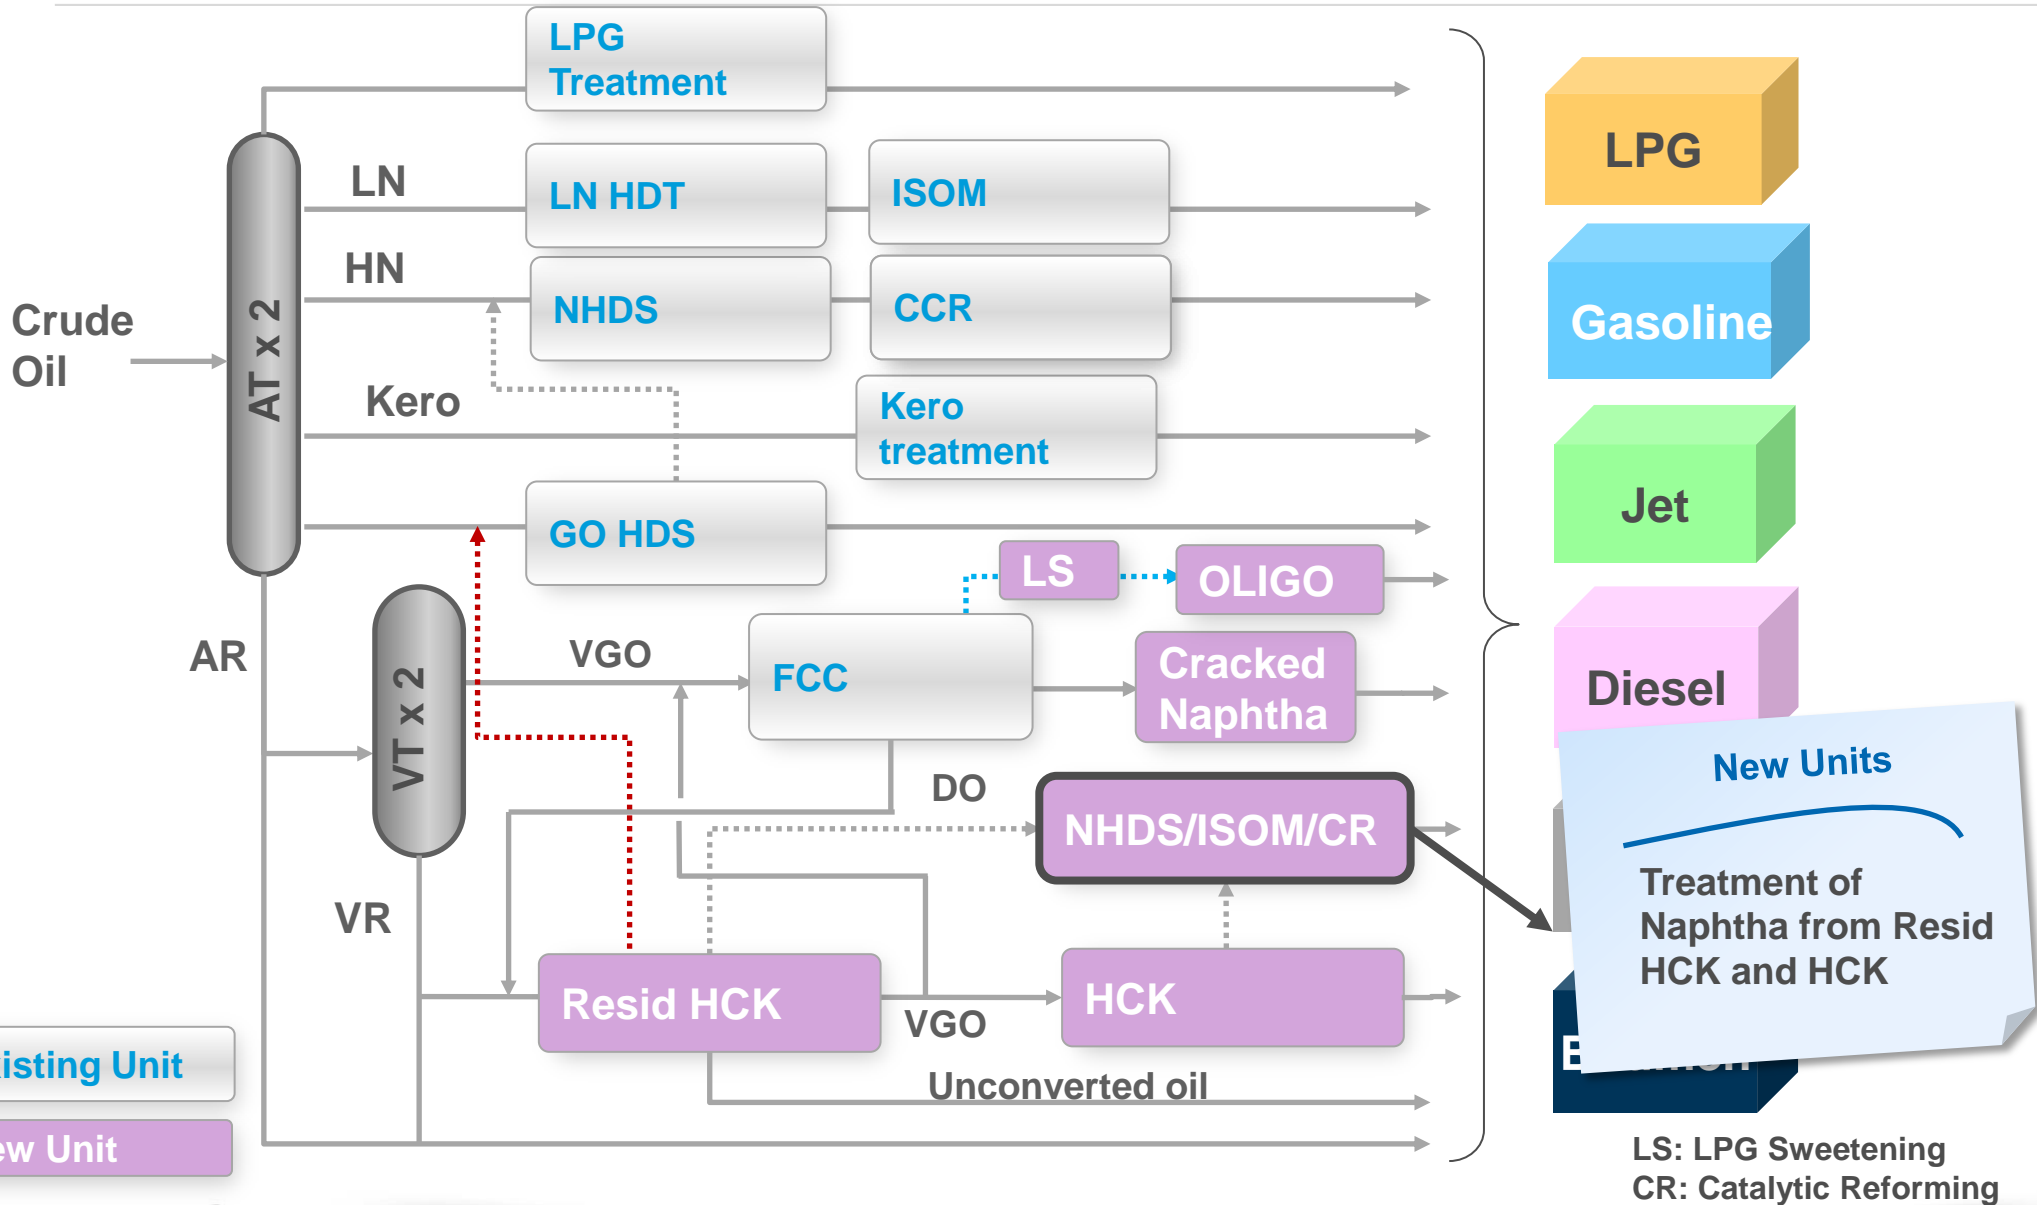 LPG
Treatment
LN
LN HDT
ISOM
HN
NHDS
CCR
Crude
Oil
AT x 2
Kero
Kero
treatment
GO HDS
LS
OLIGO
AR
VT x 2
VGO
FCC
Cracked
Naphtha
DO
NHDS/ISOM/CR
VR
Resid HCK
VGO
HCK
Unconverted oil
isting Unit
ew Unit
LPG
Gasoline
Jet
Diesel
New Units
Treatment of
Naphtha from Resid
HCK and HCK
LS: LPG Sweetening
CR: Catalytic Reforming